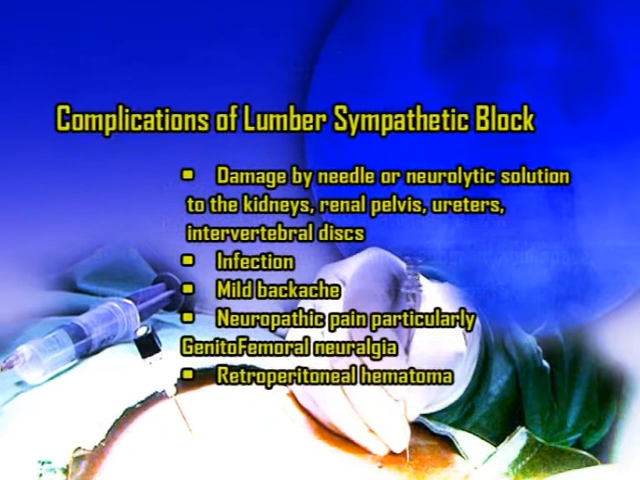 Complications of Lumber Sympathetic Block
▪ Damage by needle or neurolytic solution
to the kidneys, renal pelvis, ureters,
intervertebral discs
▪ Infection
▪ Mild backache
▪ Neuropathic pain particularly
GenitoFemoral neuralgia
▪ Retroperitoneal hematoma